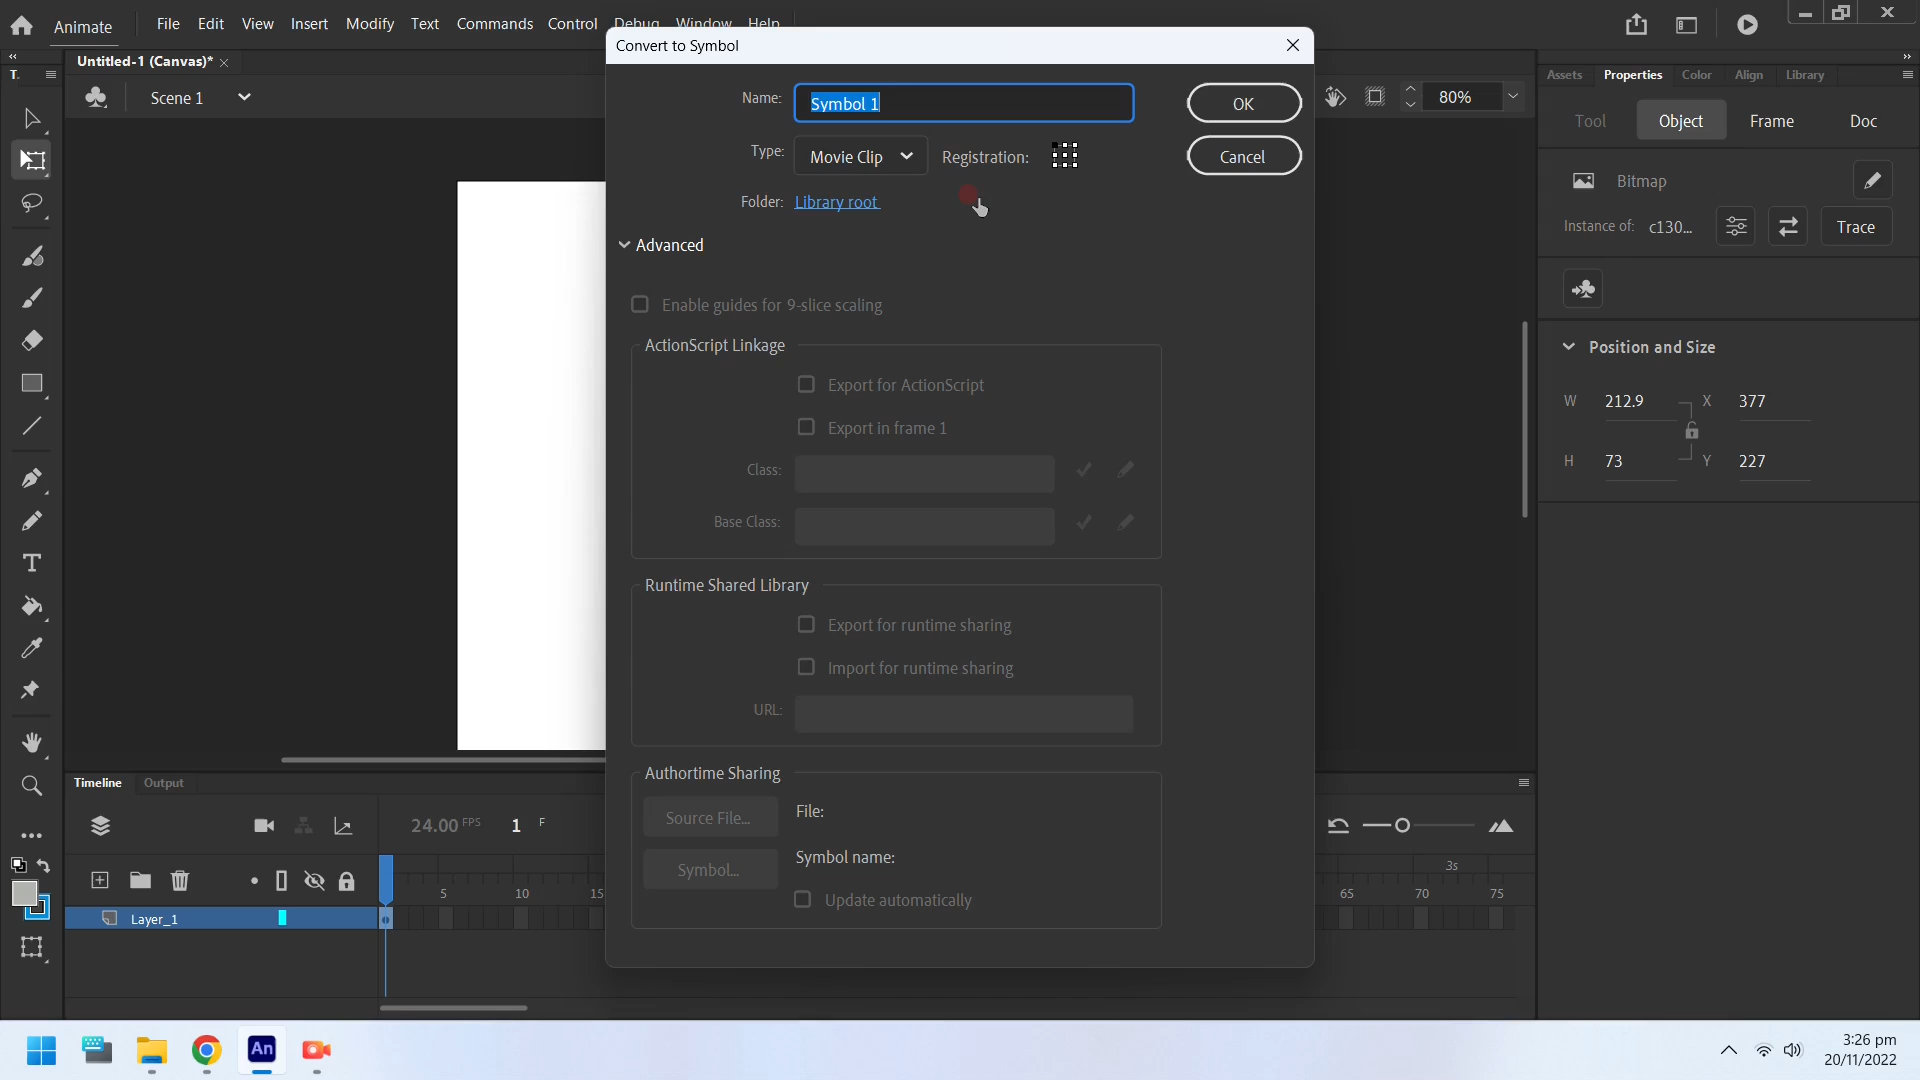 Animate
File Edit View Insert Modify Text Commands Control Debug Window Help
Convert to Symbol
Untitled-1 (Canvas)*
T.
Assets Properties Color Align Library
Scene 1
Name: Symbol 1
OK
80%
Tool Object Frame Doc
Type: Movie Clip Registration:
Cancel
Bitmap
Folder: Library root
Instance of: c130... Trace
Advanced
Enable guides for 9-slice scaling
ActionScript Linkage
Position and Size
Export for ActionScript
W 212.9 X 377
Export in frame 1
Class:
H 73 Y 227
Base Class:
Runtime Shared Library
Export for runtime sharing
Import for runtime sharing
URL:
Authortime Sharing
Timeline Output
Source File... File:
24.00 FPS 1 F
Symbol... Symbol name:
3s
5 10 15 65 70 75
Update automatically
Layer_1
An
3:26 pm
20/11/2022